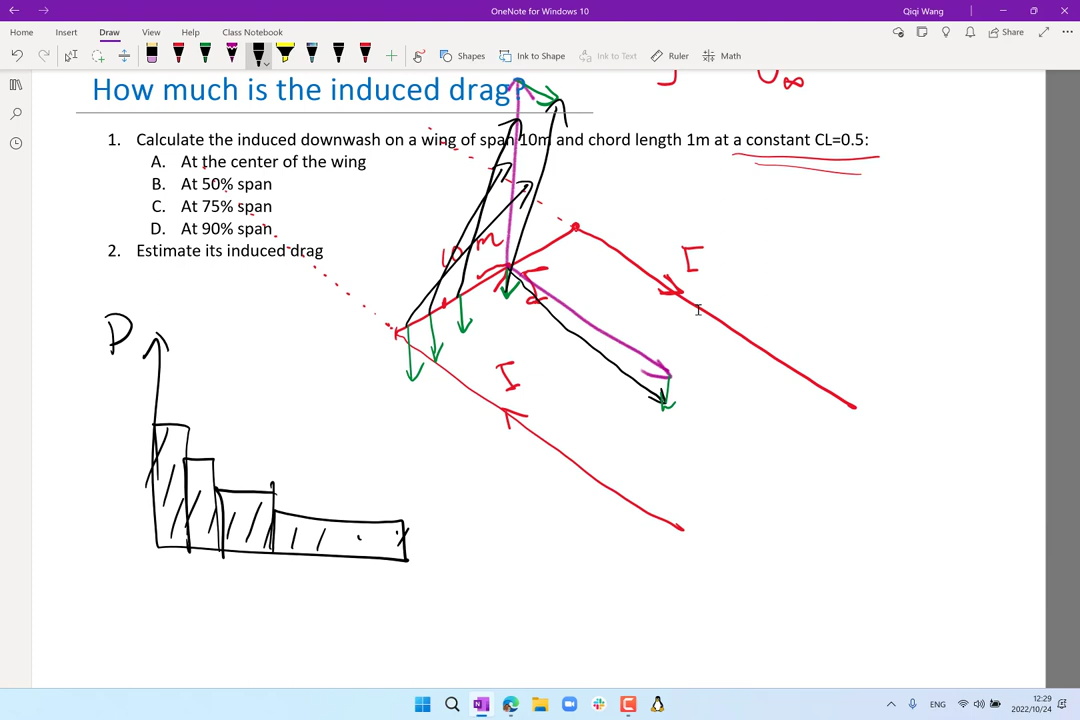 OneNote for Windows 10
Qiqi Wang
Home Insert Draw View Help Class Notebook
Share
Shapes
Ink to Shape
Ink to Text
Ruler
Math
U∞
How much is the induced drag?
1. Calculate the induced downwash on a wing of span 10m and chord length 1m at a constant CL=0.5:
A. At the center of the wing
B. At 50% span
C. At 75% span
D. At 90% span
2. Estimate its induced drag
10 m
I
I
D
ENG
12:29
2022/10/24